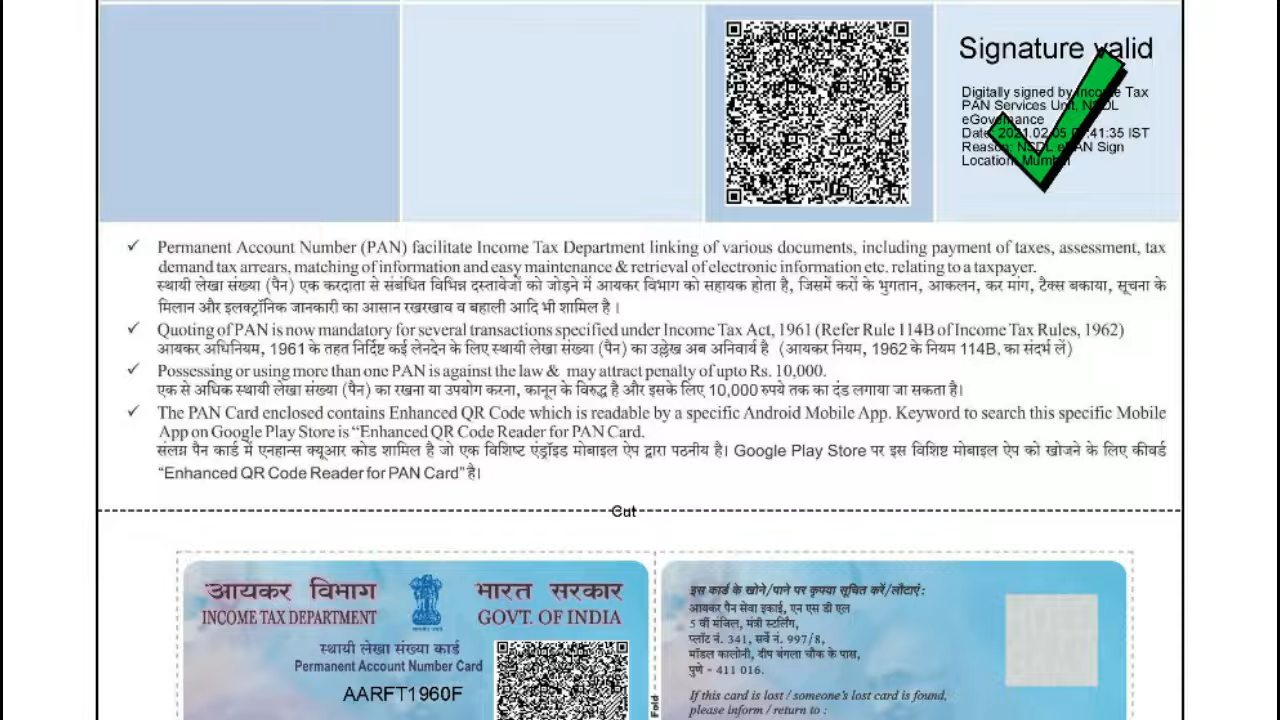 Signature valid
Digitally signed by Income Tax
PAN Services Unit, NSDL
eGovernance
Date: 2021.02.05 :41:35 IST
Reason: NSDL ePAN Sign
Location: Mumbai
✓ Permanent Account Number (PAN) facilitate Income Tax Department linking of various documents, including payment of taxes, assessment, tax
demand tax arrears, matching of information and easy maintenance & retrieval of electronic information etc. relating to a taxpayer.
स्थायी लेखा संख्या (पैन) एक करदाता से संबंधित विभिन्न दस्तावेजों को जोड़ने में आयकर विभाग को सहायक होता है, जिसमें करों के भुगतान, आकलन, कर मांग, टैक्स बकाया, सूचना के
मिलान और इलक्ट्रॉनिक जानकारी का आसान रखरखाव व बहाली आदि भी शामिल है ।
✓ Quoting of PAN is now mandatory for several transactions specified under Income Tax Act, 1961 (Refer Rule 114B of Income Tax Rules, 1962)
आयकर अधिनियम, 1961 के तहत निर्दिष्ट कई लेनदेन के लिए स्थायी लेखा संख्या (पैन) का उल्लेख अब अनिवार्य है (आयकर नियम, 1962 के नियम 114B, का संदर्भ लें)
✓ Possessing or using more than one PAN is against the law & may attract penalty of upto Rs. 10,000.
एक से अधिक स्थायी लेखा संख्या (पैन) का रखना या उपयोग करना, कानून के विरुद्ध है और इसके लिए 10,000 रुपये तक का दंड लगाया जा सकता है।
✓ The PAN Card enclosed contains Enhanced QR Code which is readable by a specific Android Mobile App. Keyword to search this specific Mobile
App on Google Play Store is “Enhanced QR Code Reader for PAN Card.
संलग्न पैन कार्ड में एनहान्स क्यूआर कोड शामिल है जो एक विशिष्ट एंड्रॉइड मोबाइल ऐप द्वारा पठनीय है। Google Play Store पर इस विशिष्ट मोबाइल ऐप को खोजने के लिए कीवर्ड
“Enhanced QR Code Reader for PAN Card” है।
Cut
आयकर विभाग भारत सरकार
INCOME TAX DEPARTMENT GOVT. OF INDIA
स्थायी लेखा संख्या कार्ड
Permanent Account Number Card
AARFT1960F
Fold
इस कार्ड के खोने/पाने पर कृप्या सूचित करें/लौटाएं:
आयकर पैन सेवा इकाई, एन एस डी एल
5 वीं मंजिल, मंत्री स्टर्लिंग,
प्लॉट नं. 341, सर्वे नं. 997/8,
मॉडल कालोनी, दीप बंगला चौक के पास,
पुणे - 411 016.
If this card is lost / someone's lost card is found,
please inform / return to :